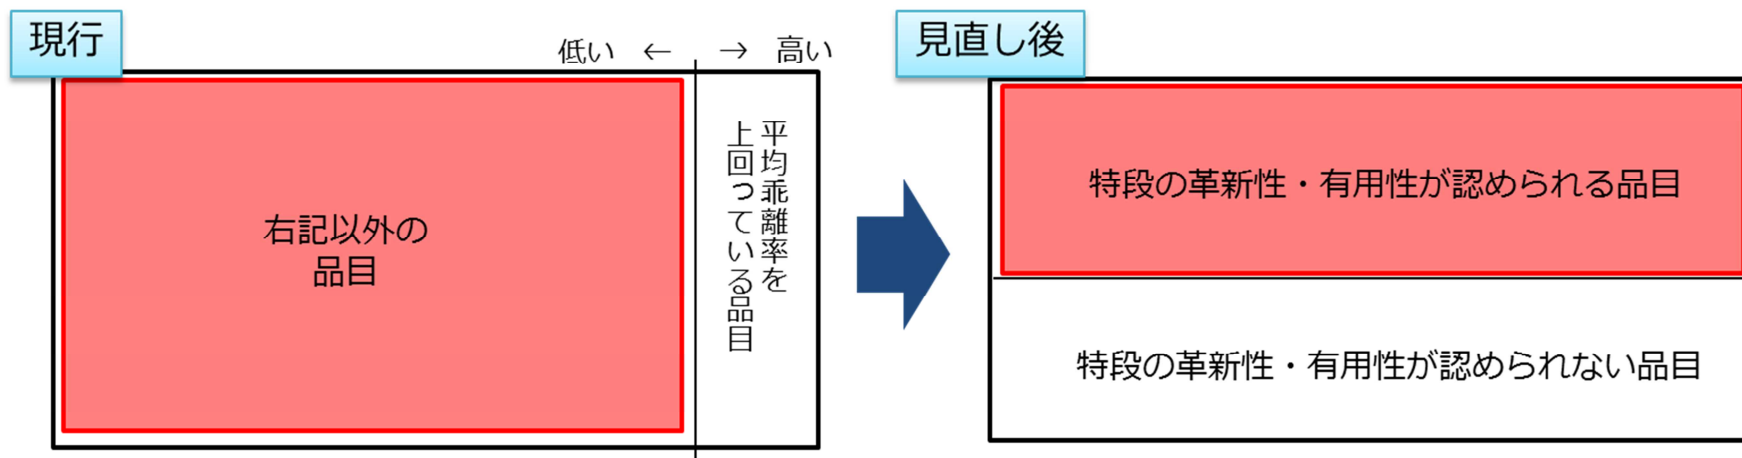 現行
低い ← → 高い
右記以外の
品目
平均乖離率を
上回っている品目
見直し後
特段の革新性・有用性が認められる品目
特段の革新性・有用性が認められない品目